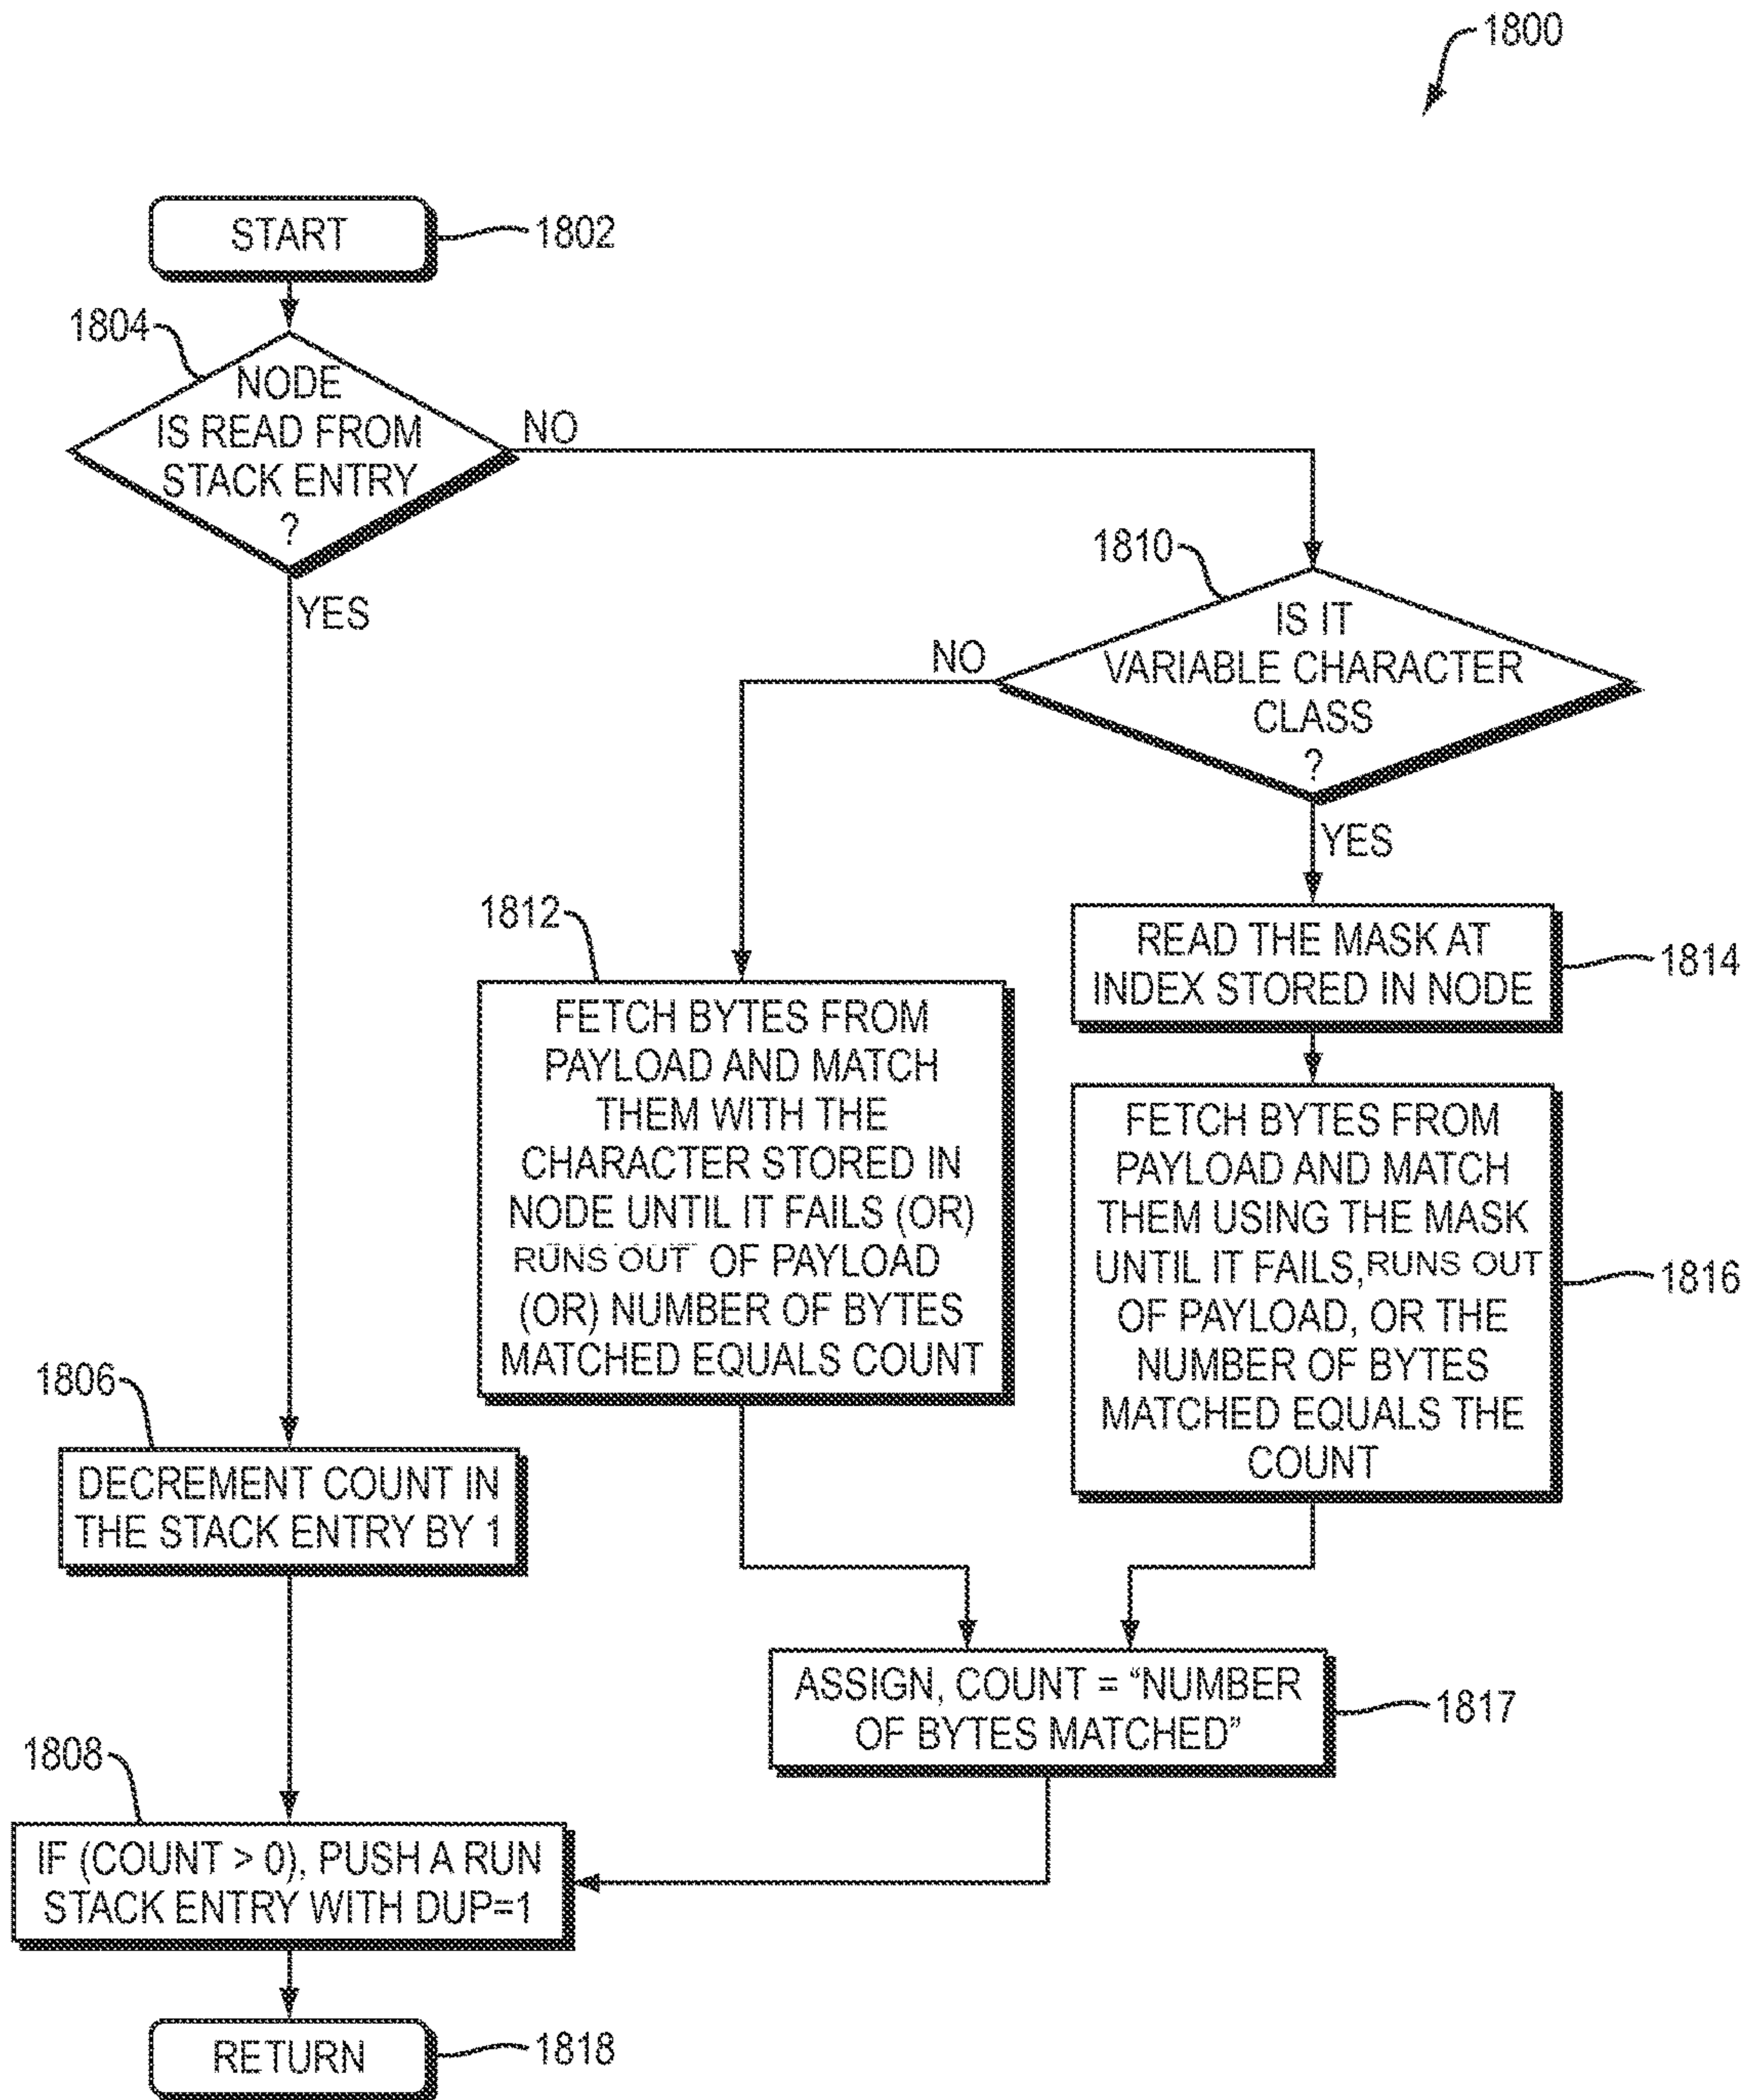 1800
START
1802
1804
NODE
IS READ FROM
STACK ENTRY
?
NO
YES
1810
IS IT
VARIABLE CHARACTER
CLASS
?
NO
YES
1812
FETCH BYTES FROM
PAYLOAD AND MATCH
THEM WITH THE
CHARACTER STORED IN
NODE UNTIL IT FAILS (OR)
RUNS OUT OF PAYLOAD
(OR) NUMBER OF BYTES
MATCHED EQUALS COUNT
READ THE MASK AT
INDEX STORED IN NODE
1814
FETCH BYTES FROM
PAYLOAD AND MATCH
THEM USING THE MASK
UNTIL IT FAILS, RUNS OUT
OF PAYLOAD, OR THE
NUMBER OF BYTES
MATCHED EQUALS THE
COUNT
1816
1806
DECREMENT COUNT IN
THE STACK ENTRY BY 1
ASSIGN, COUNT = “NUMBER
OF BYTES MATCHED”
1817
1808
IF (COUNT > 0), PUSH A RUN
STACK ENTRY WITH DUP=1
RETURN
1818